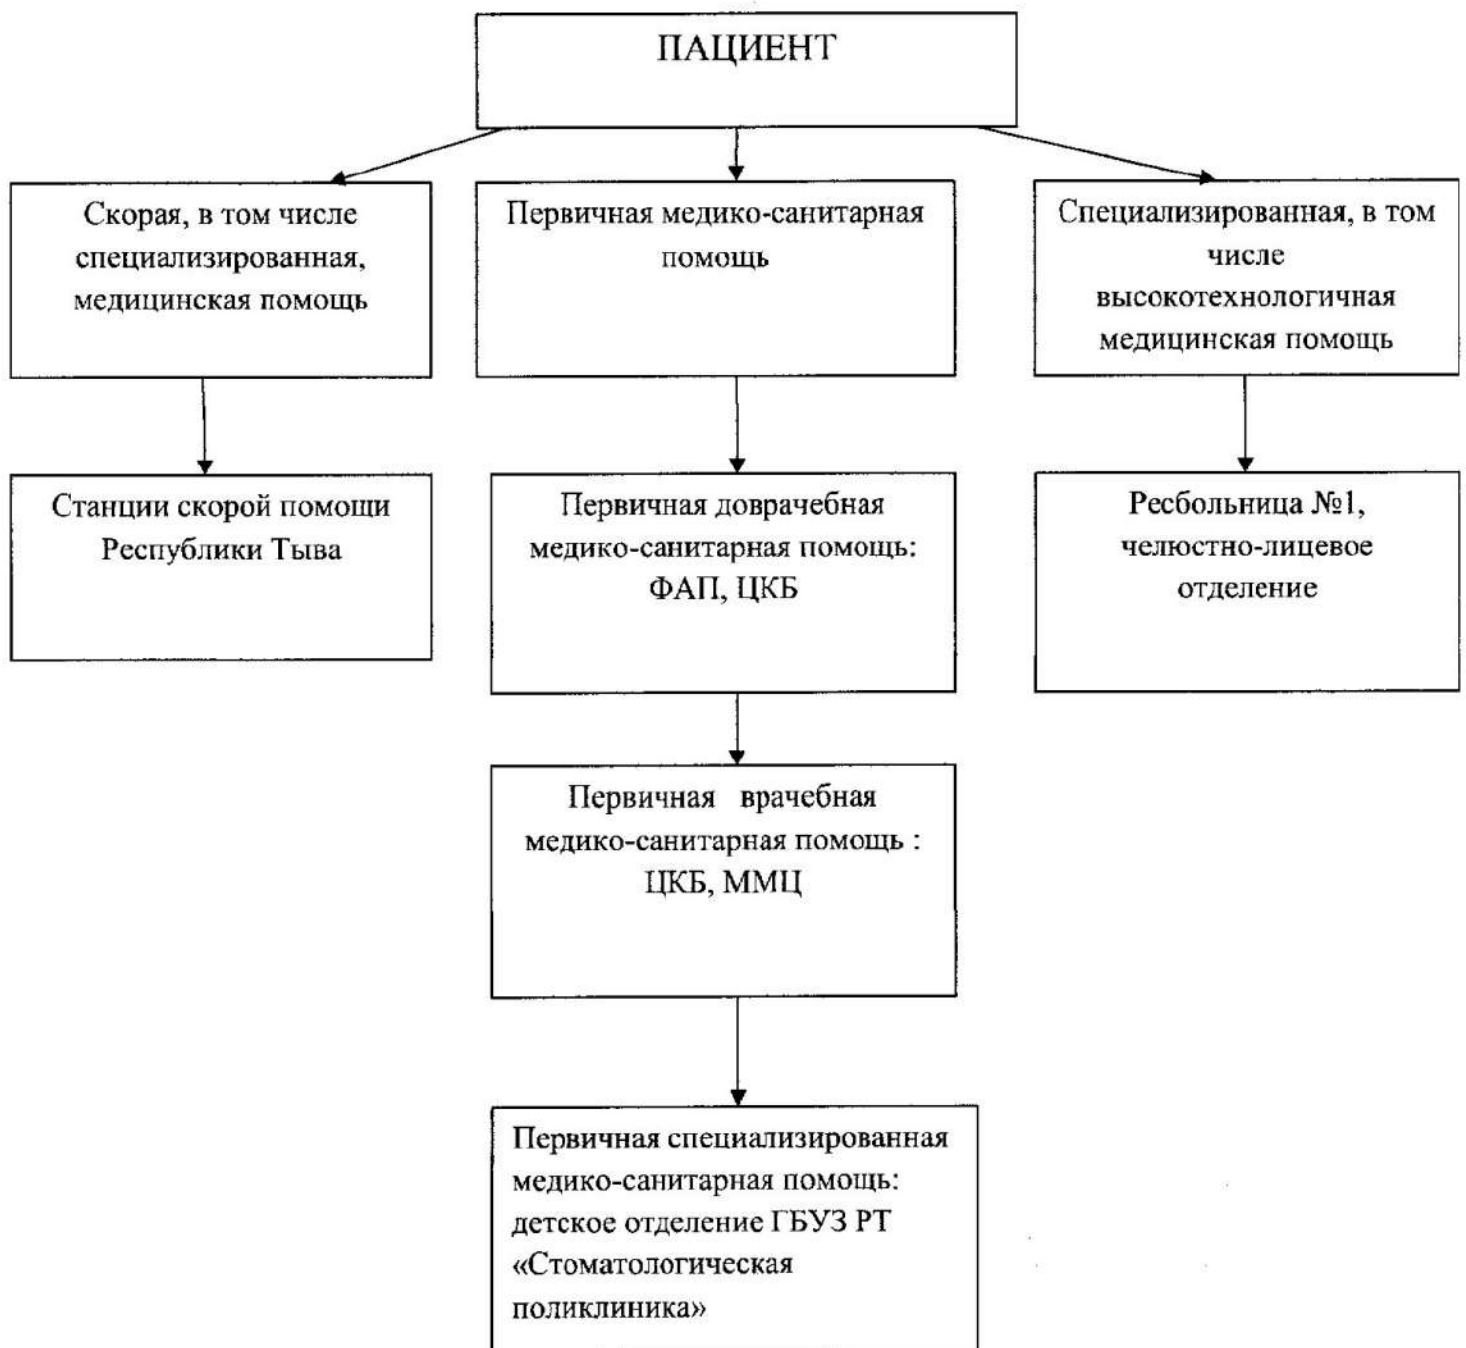 ПАЦИЕНТ
Скорая, в том числе
специализированная,
медицинская помощь
Первичная медико-санитарная
помощь
Специализированная, в том
числе
высокотехнологичная
медицинская помощь
Станции скорой помощи
Республики Тыва
Первичная доврачебная
медико-санитарная помощь:
ФАП, ЦКБ
Ресбольница №1,
челюстно-лицевое
отделение
Первичная врачебная
медико-санитарная помощь :
ЦКБ, ММЦ
Первичная специализированная
медико-санитарная помощь:
детское отделение ГБУЗ РТ
«Стоматологическая
поликлиника»